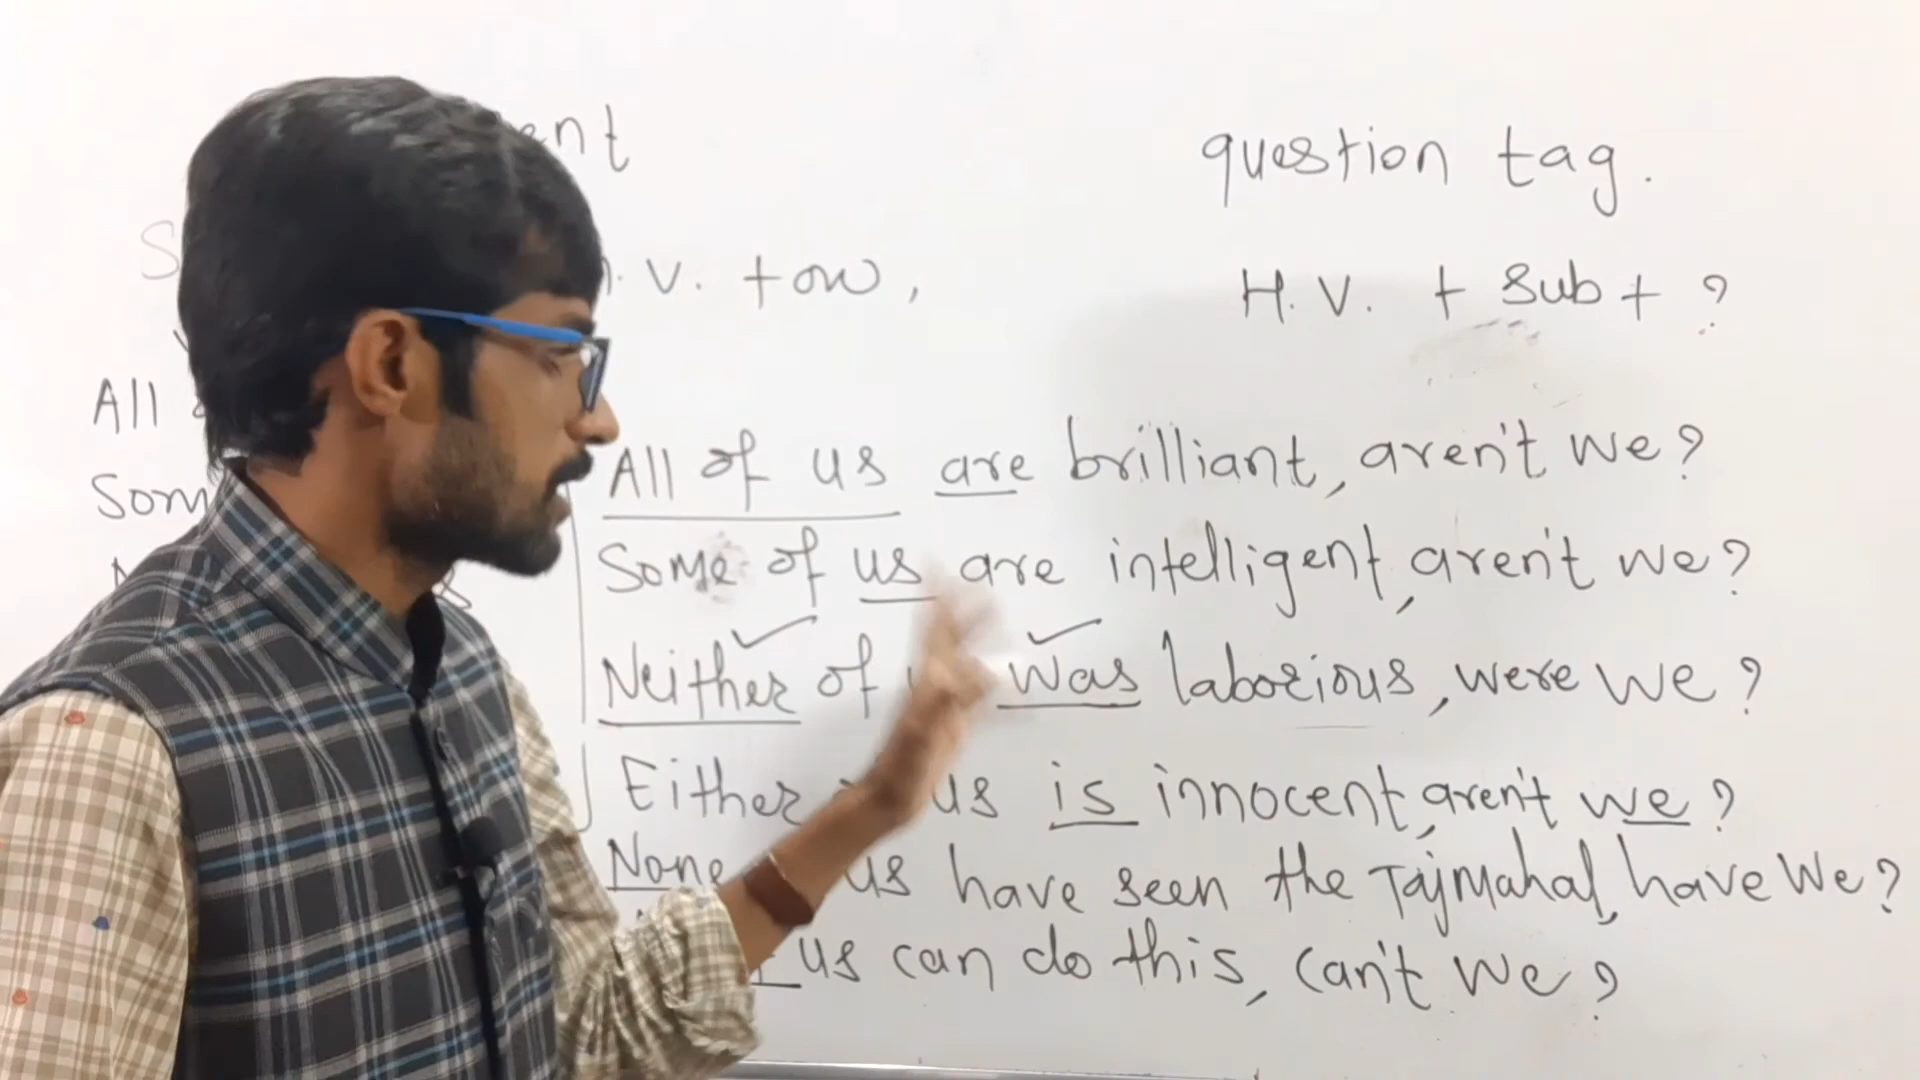 question tag.
H.V. + Sub + ?
V. + ow,
All
All of us are brilliant, aren't we?
Some of us are intelligent, aren't we?
Neither of was laborious, were we?
Either us is innocent, aren't we?
None us have seen the TajMahal, have we?
us can do this, can't we?